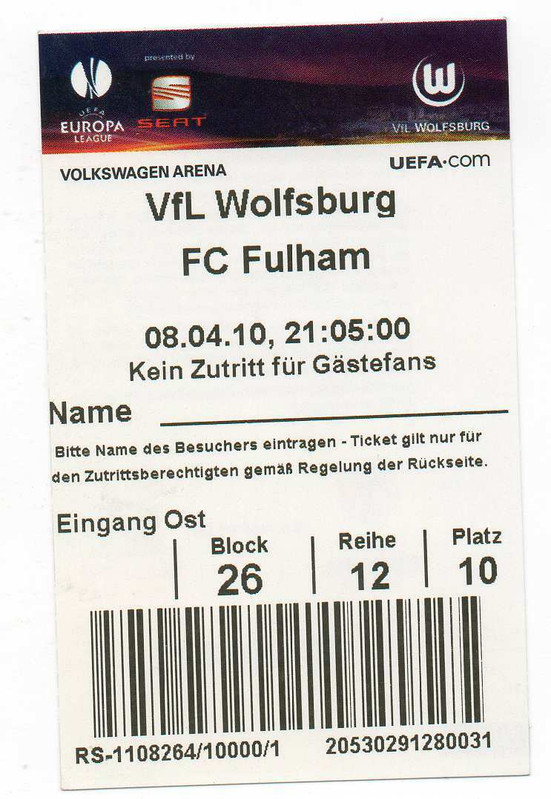 presented by
UEFA
EUROPA
LEAGUE
SEAT
W
VfL WOLFSBURG
VOLKSWAGEN ARENA
UEFA•com
VfL Wolfsburg
FC Fulham
08.04.10, 21:05:00
Kein Zutritt für Gästefans
Name
Bitte Name des Besuchers eintragen - Ticket gilt nur für
den Zutrittsberechtigten gemäß Regelung der Rückseite.
Eingang Ost
Block Reihe Platz
26 12 10
RS-1108264/10000/1 20530291280031